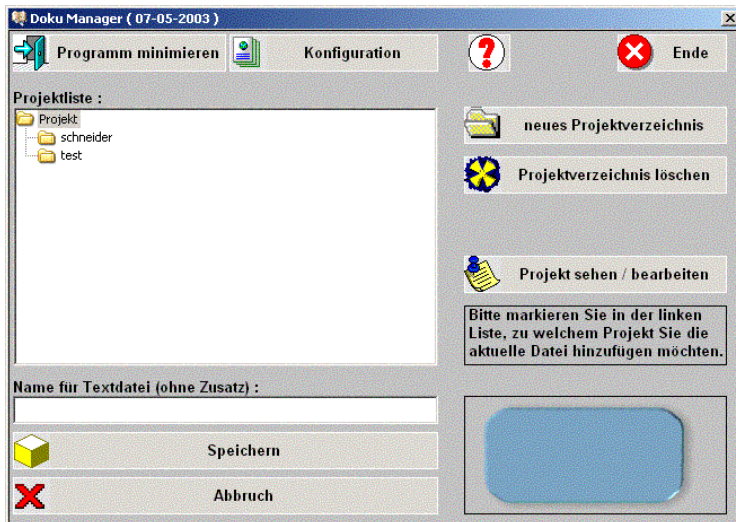 Doku Manager ( 07-05-2003 )
Programm minimieren
Konfiguration
Ende
Projektliste :
Projekt
schneider
test
neues Projektverzeichnis
Projektverzeichnis löschen
Projekt sehen / bearbeiten
Bitte markieren Sie in der linken
Liste, zu welchem Projekt Sie die
aktuelle Datei hinzufügen möchten.
Name für Textdatei (ohne Zusatz) :
Speichern
Abbruch